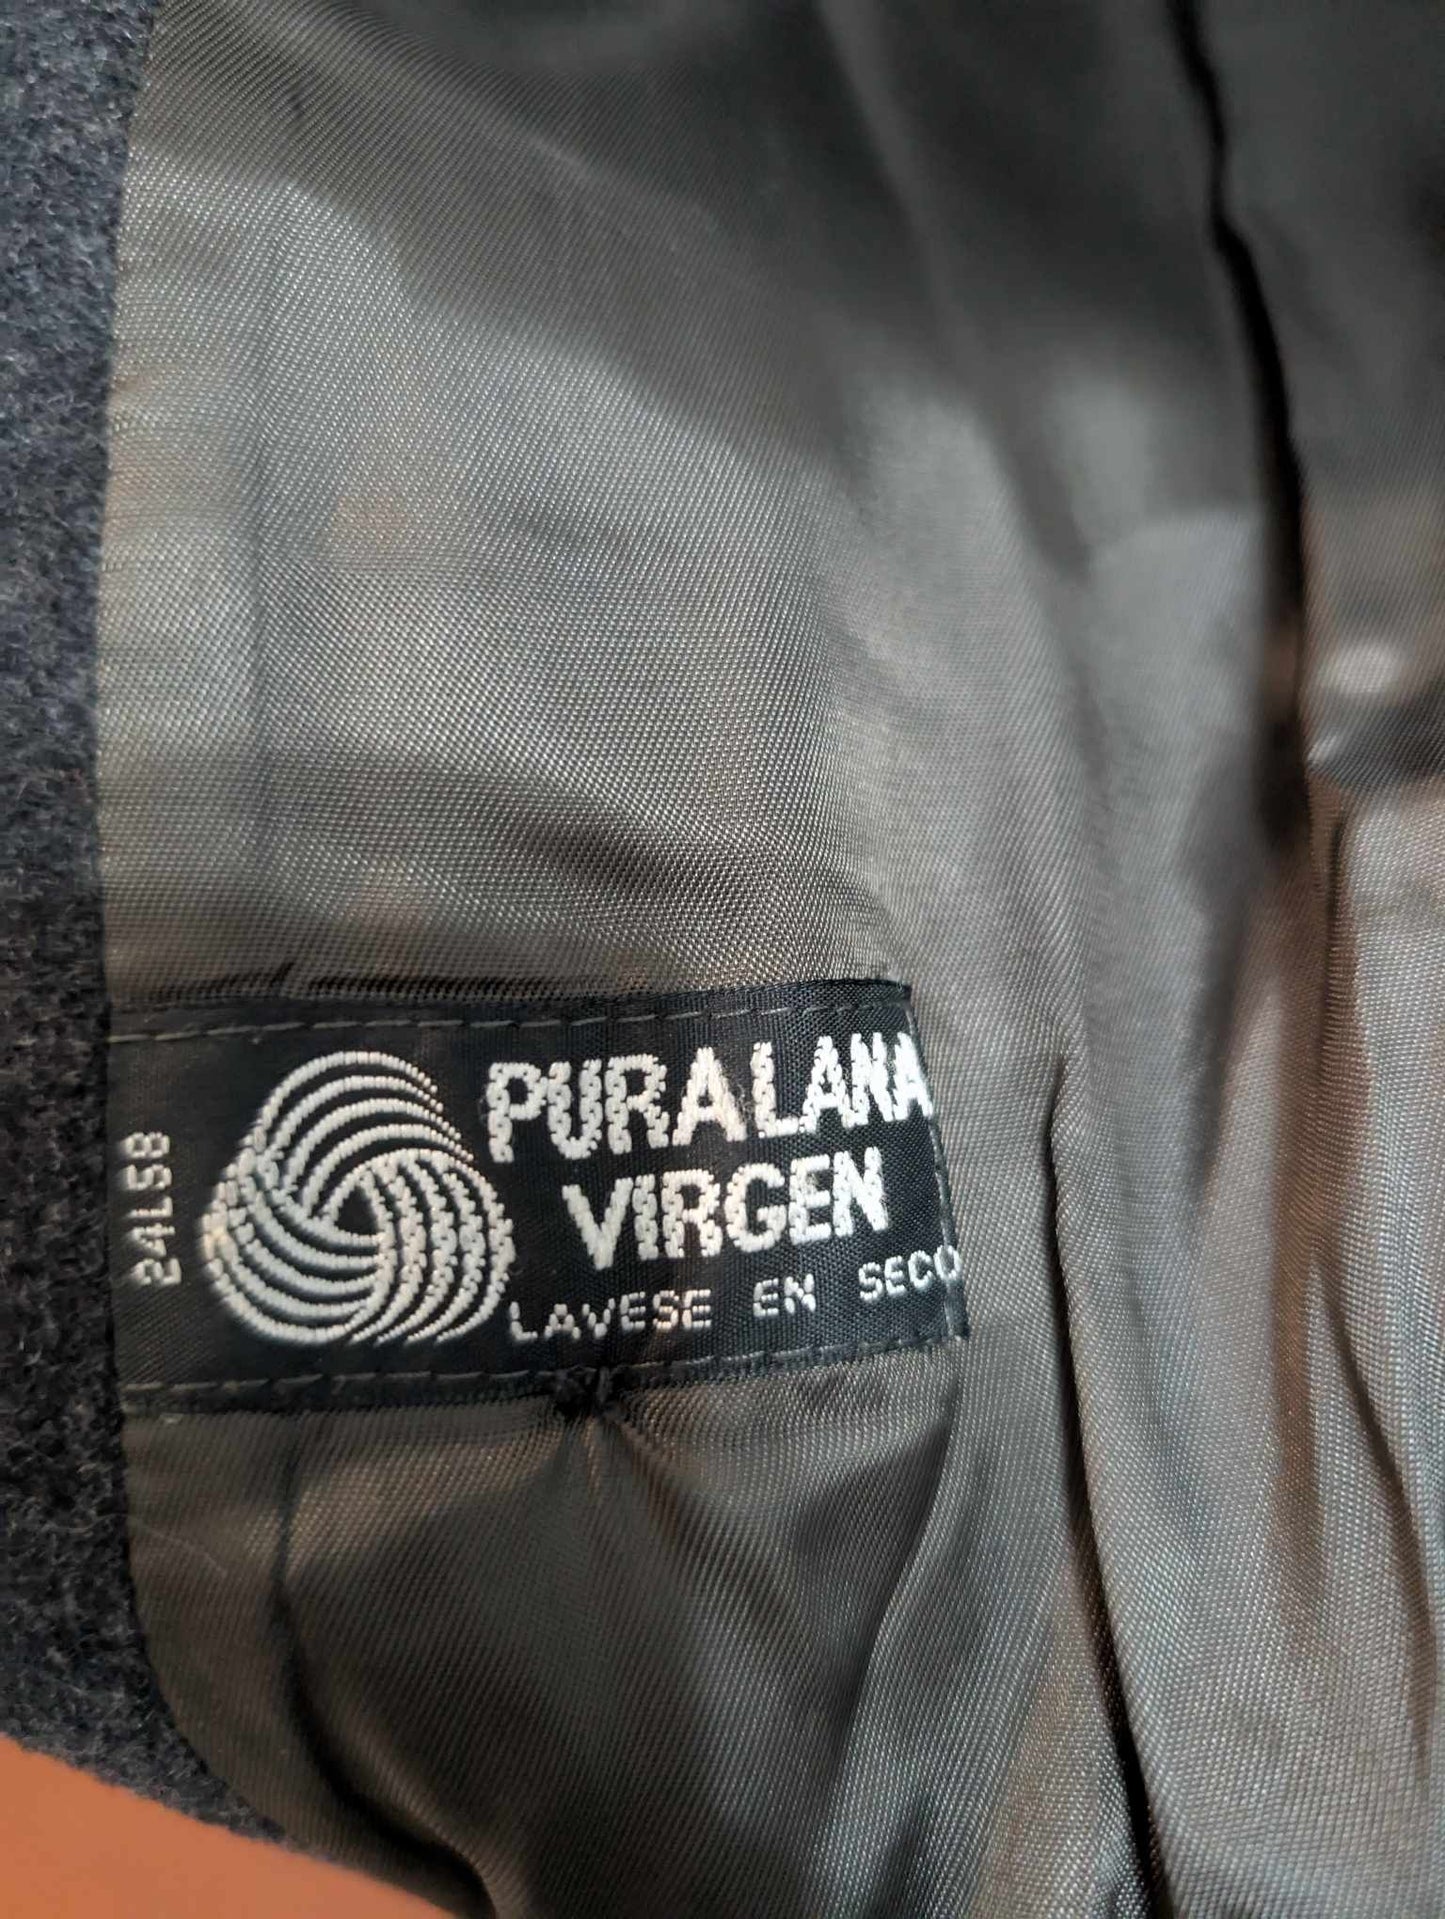 PURA LANA
VIRGEN
LAVESE EN SECO
24L58